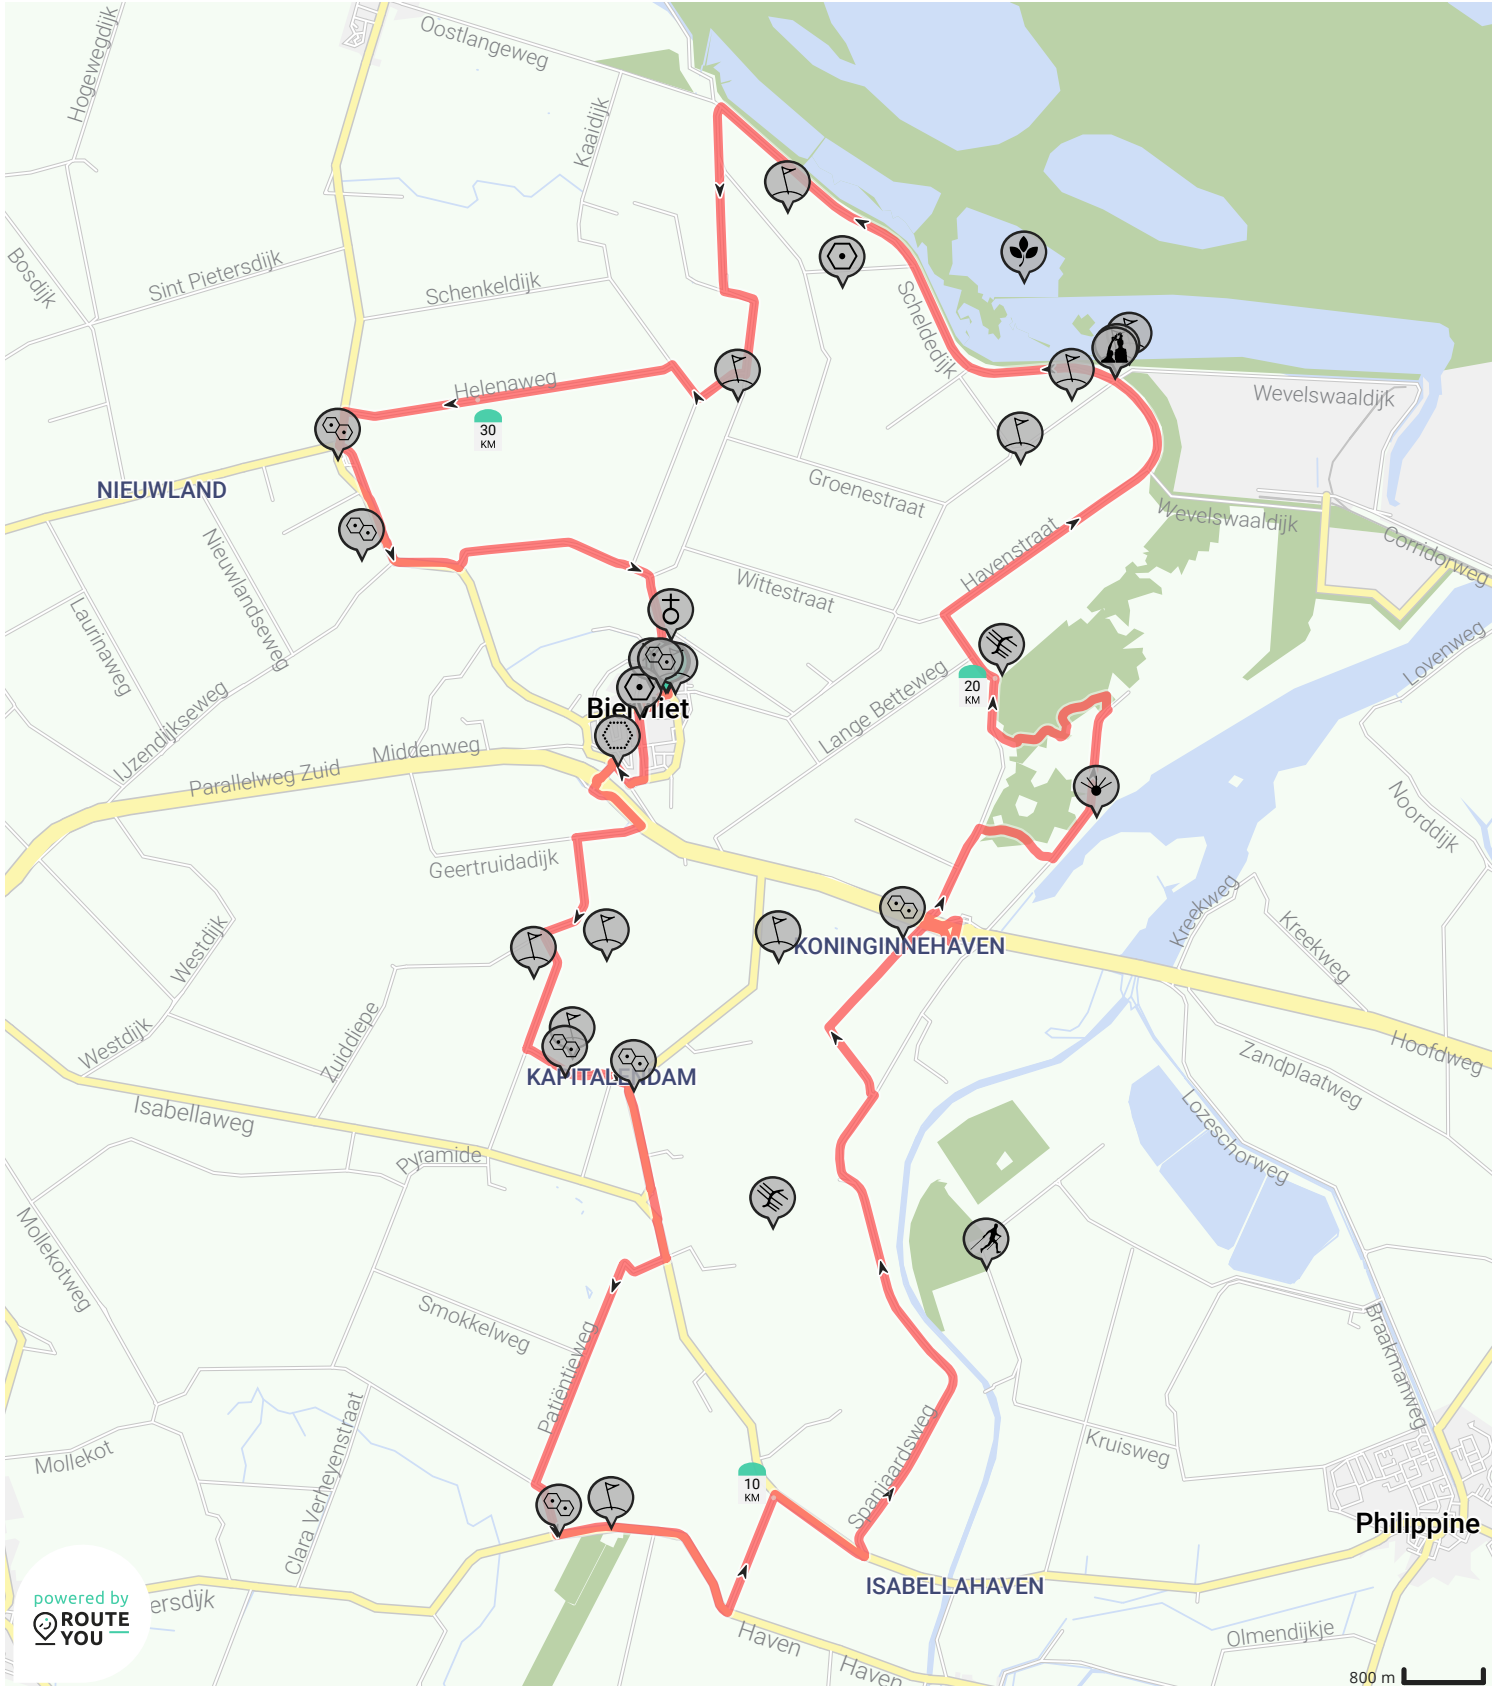 Oostlangeweg
Hogewegdijk
Kaaidijk
Bosdijk
Sint Pietersdijk
Schenkeldijk
Scheldedijk
Helenaweg
30
KM
Wevelswaaldijk
NIEUWLAND
Groenestraat
Wevelswaaldijk
Corridorweg
Havenstraat
Nieuwlandseweg
Laurinaweg
Wittestraat
Lovenweg
20
KM
Lange Betteweg
Biervliet
IJzendijkseweg
Middenweg
Parallelweg Zuid
Noorddijk
Geertruidadijk
Kreekweg
Kreekweg
Westdijk
KONINGINNEHAVEN
Westdijk
Zuiddiepe
Hoofdweg
Zandplaatweg
KAPITALENDAM
Isabellaweg
Lozeschorweg
Pyramide
Mollekotweg
Smokkelweg
Patiëntieweg
Braakmanweg
Clara Verheyenstraat
Spanjaardsweg
Kruisweg
Mollekot
10
KM
Philippine
ISABELLAHAVEN
powered by
ROUTE
YOU
ersdijk
Haven
Haven
Olmendijkje
800 m